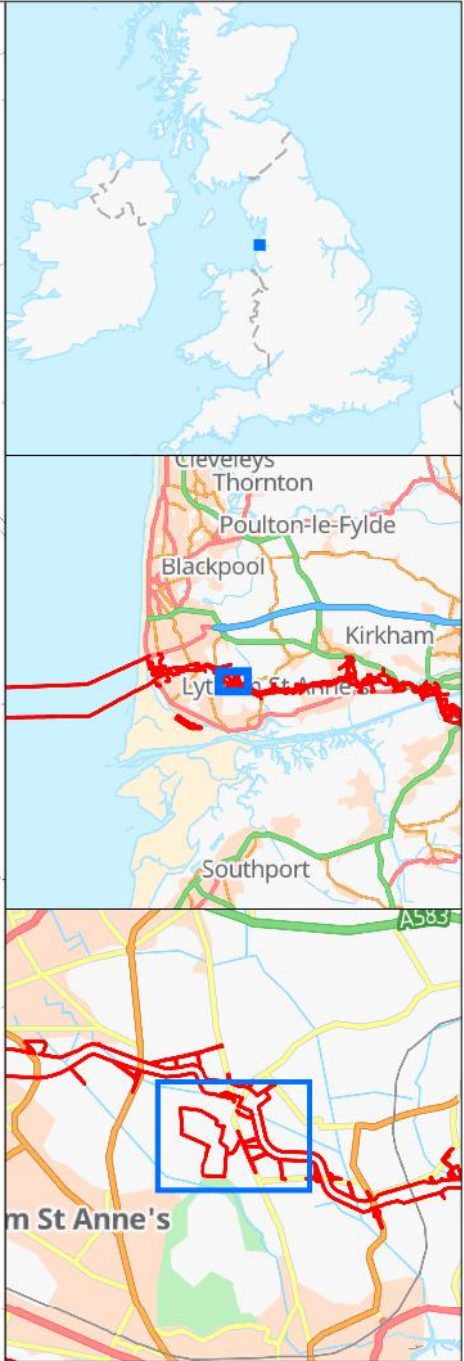 Cleveleys
Thornton
Poulton-le-Fylde
Blackpool
Kirkham
Southport
A583
m St Anne's